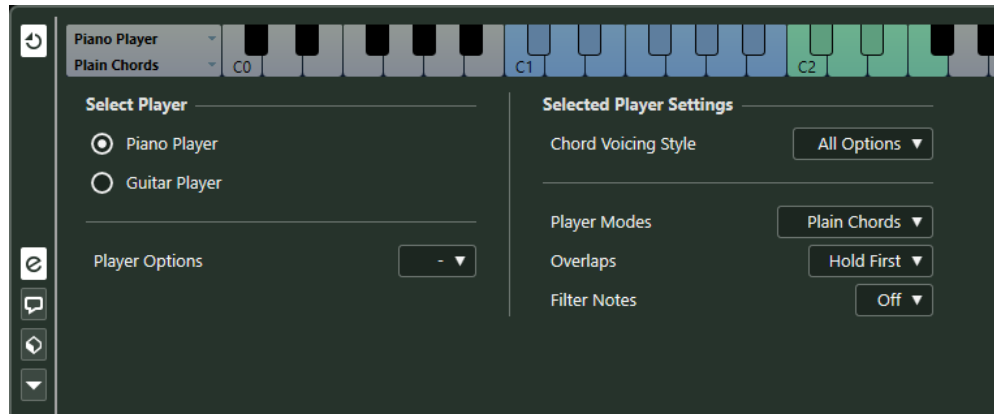 Piano Player
Plain Chords
C0
C1
C2
Select Player
Piano Player
Guitar Player
Player Options
-
Selected Player Settings
Chord Voicing Style
All Options
Player Modes
Plain Chords
Overlaps
Hold First
Filter Notes
Off